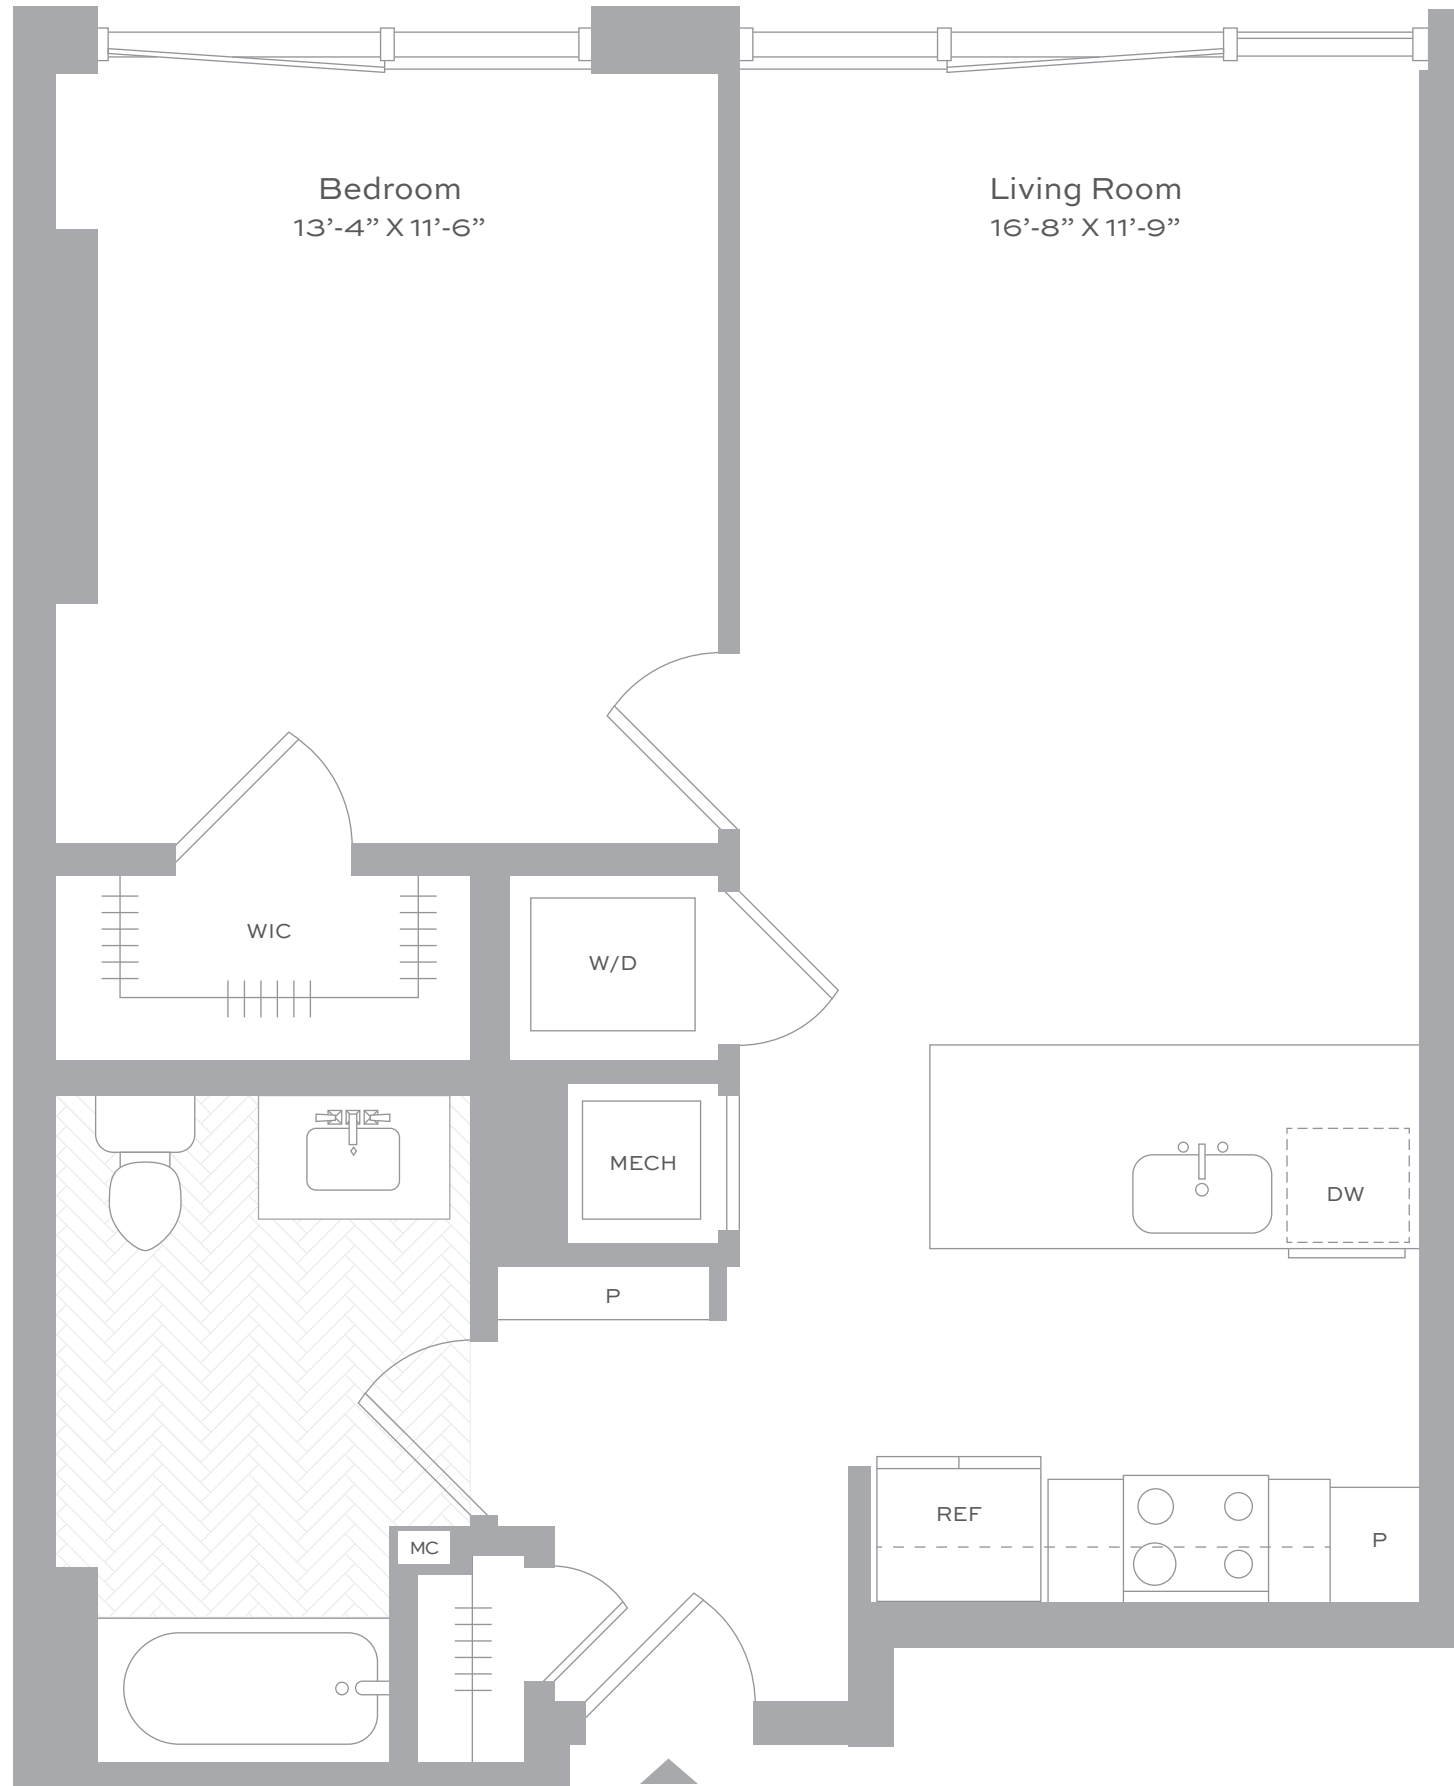 Bedroom
13’-4” X 11’-6”
Living Room
16’-8” X 11’-9”
WIC
W/D
MECH
DW
P
REF
P
MC